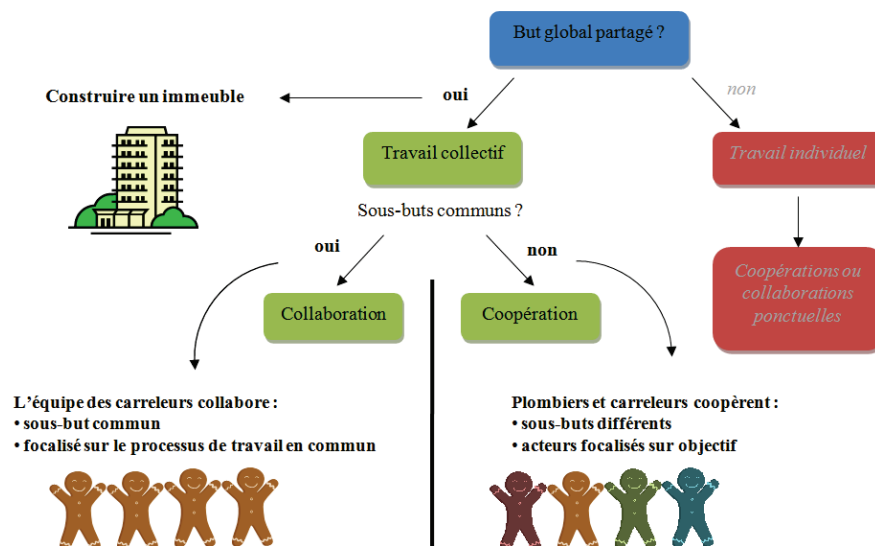 But global partagé ?
oui
non
Construire un immeuble
Travail collectif
Travail individuel
Sous-buts communs ?
oui
non
Coopérations ou
collaborations
ponctuelles
Collaboration
Coopération
L’équipe des carreleurs collabore :
• sous-but commun
• focalisé sur le processus de travail en commun
Plombiers et carreleurs coopèrent :
• sous-buts différents
• acteurs focalisés sur objectif